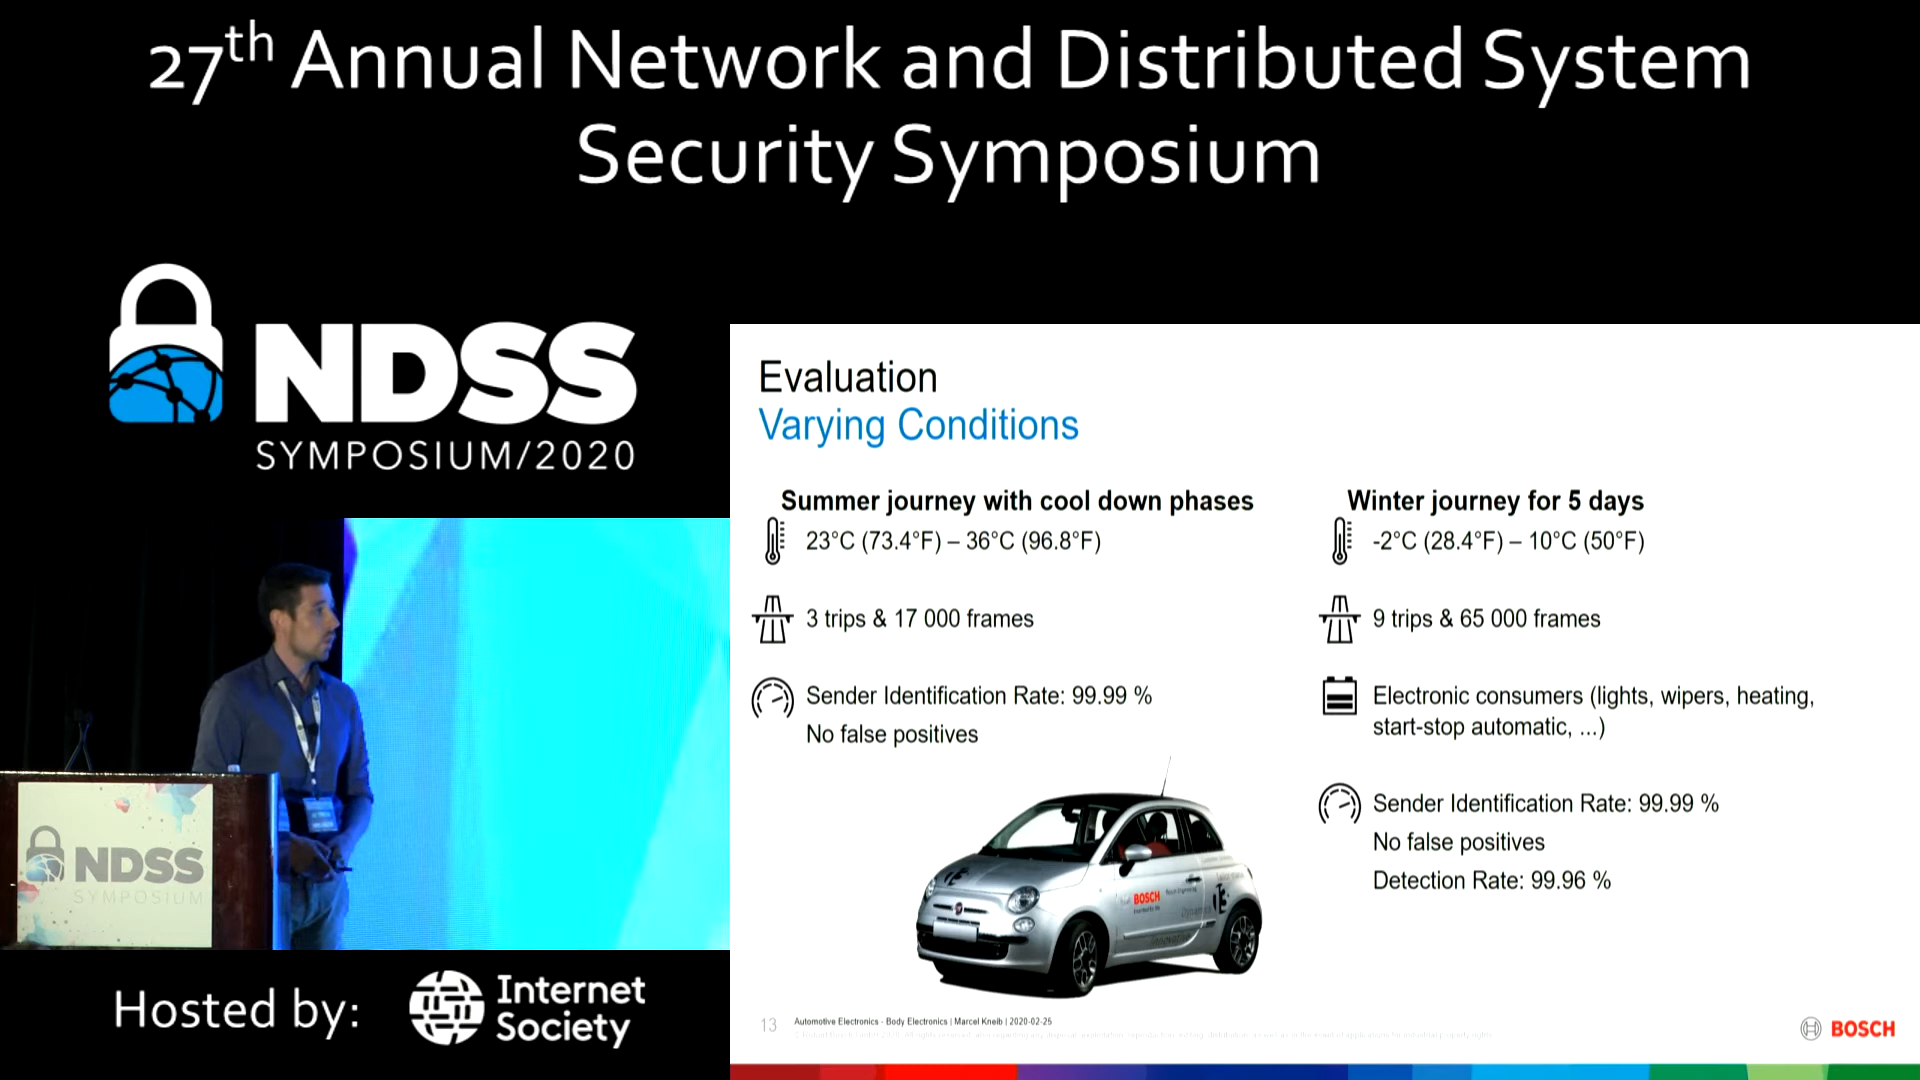 27th Annual Network and Distributed System
Security Symposium
NDSS
SYMPOSIUM/2020
Evaluation
Varying Conditions
Summer journey with cool down phases
23°C (73.4°F) – 36°C (96.8°F)
3 trips & 17 000 frames
Sender Identification Rate: 99.99 %
No false positives
Winter journey for 5 days
-2°C (28.4°F) – 10°C (50°F)
9 trips & 65 000 frames
Electronic consumers (lights, wipers, heating,
start-stop automatic, ...)
Sender Identification Rate: 99.99 %
No false positives
Detection Rate: 99.96 %
BOSCH
NDSS
SYMPOSIUM
13
Automotive Electronics - Body Electronics | Marcel Kneib | 2020-02-25
BOSCH
Hosted by:
Internet
Society